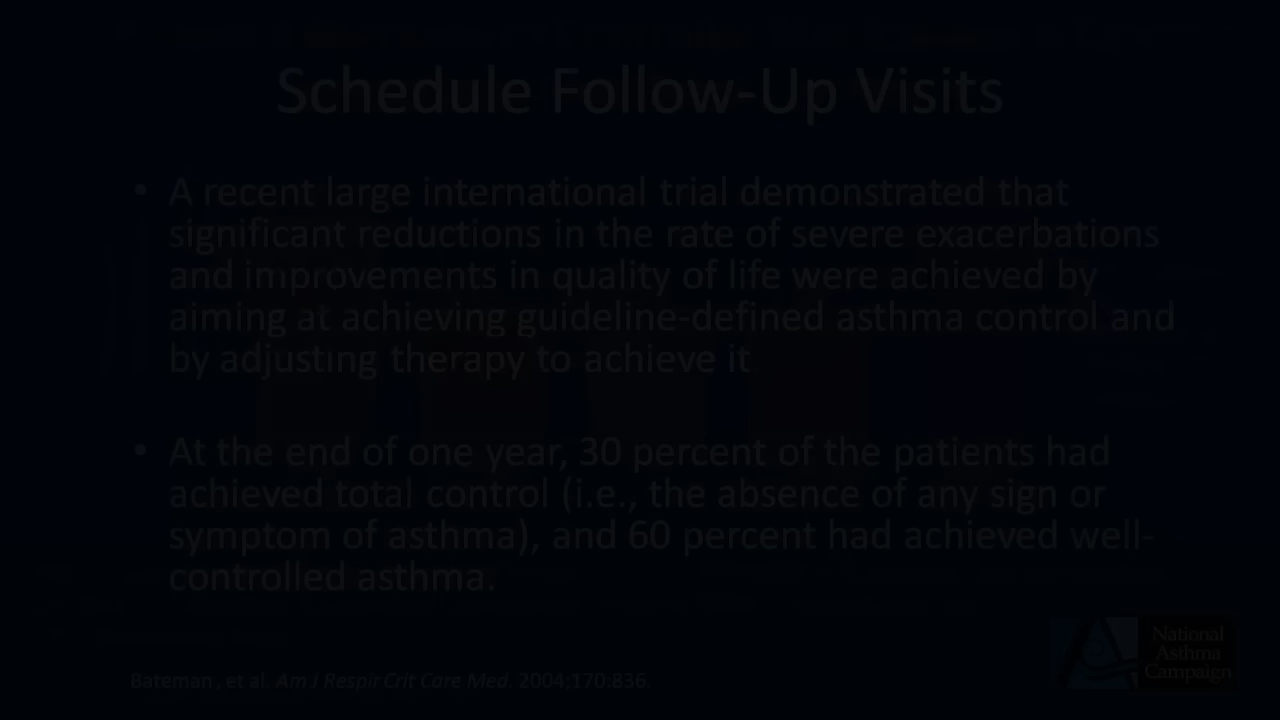 Schedule Follow-Up Visits
• A recent large international trial demonstrated that
significant reductions in the rate of severe exacerbations
and improvements in quality of life were achieved by
aiming at achieving guideline-defined asthma control and
by adjusting therapy to achieve it
• At the end of one year, 30 percent of the patients had
achieved total control (i.e., the absence of any sign or
symptom of asthma), and 60 percent had achieved well-
controlled asthma.
National
Asthma
Campaign
Bateman, et al. Am J Respir Crit Care Med. 2004;170:836.